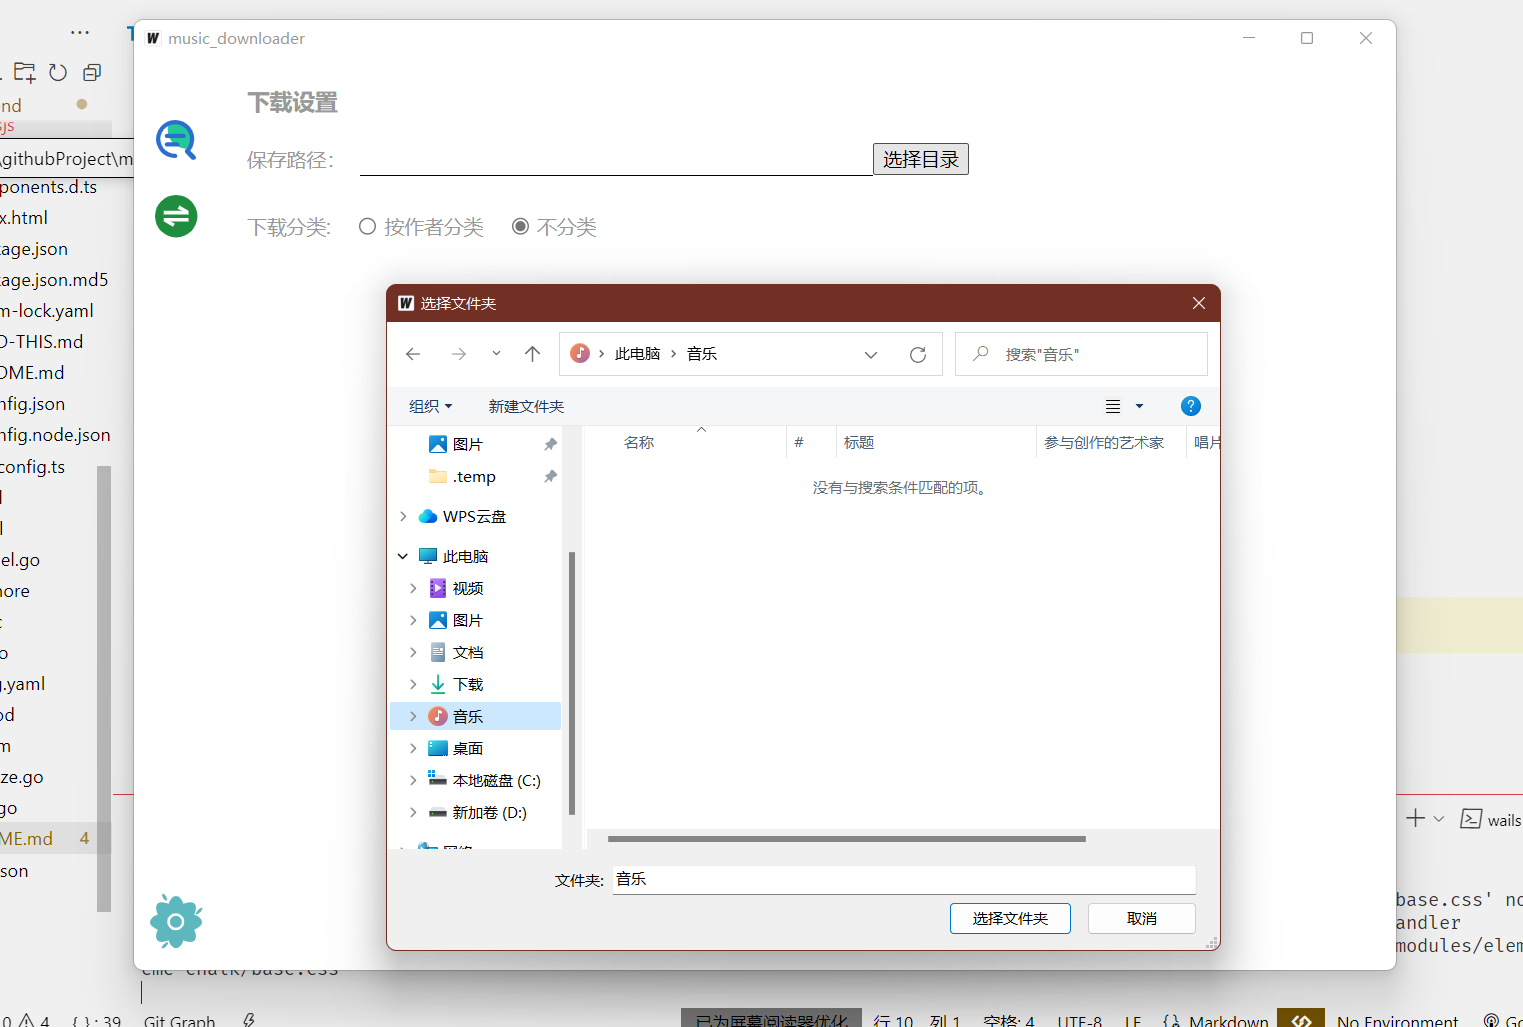 music_downloader
下载设置
保存路径:
选择目录
下载分类:
按作者分类
不分类
选择文件夹
此电脑
音乐
搜索"音乐"
组织
新建文件夹
?
图片
.temp
WPS云盘
此电脑
视频
图片
文档
下载
音乐
桌面
本地磁盘 (C:)
新加卷 (D:)
名称
#
标题
参与创作的艺术家
唱片
没有与搜索条件匹配的项。
文件夹:
音乐
选择文件夹
取消
...
nd
sjs
\githubProject\m
ponents.d.ts
x.html
age.json
age.json.md5
m-lock.yaml
D-THIS.md
OME.md
nfig.json
nfig.node.json
config.ts
el.go
nore
o
g.yaml
od
m
ze.go
go
ME.md 4
son
wails
base.css' no
andler
modules/elem
eme-chalk/base.css
0
4
{ } : 39
Git Graph
已为屏幕阅读器优化
行 10
列 1
空格: 4
UTF-8
LF
Markdown
No Environment
Go